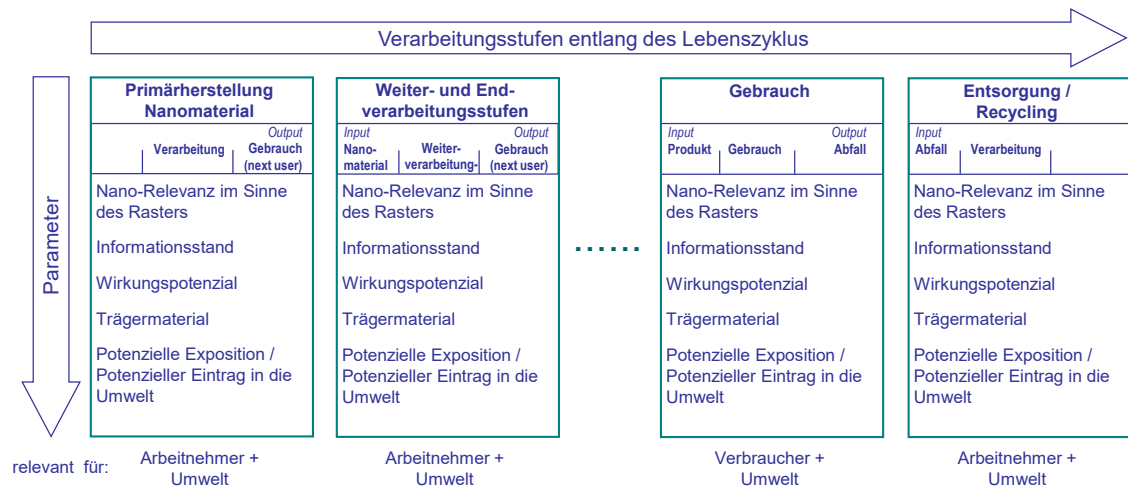 Verarbeitungsstufen entlang des Lebenszyklus
Parameter
Primärherstellung
Nanomaterial
Output
Verarbeitung
Gebrauch
(next user)
Nano-Relevanz im Sinne
des Rasters
Informationsstand
Wirkungspotenzial
Trägermaterial
Potenzielle Exposition /
Potenzieller Eintrag in die
Umwelt
Weiter- und End-
verarbeitungsstufen
Input
Output
Nano-
material
Weiter-
verarbeitung-
Gebrauch
(next user)
Nano-Relevanz im Sinne
des Rasters
Informationsstand
Wirkungspotenzial
Trägermaterial
Potenzielle Exposition /
Potenzieller Eintrag in die
Umwelt
......
Gebrauch
Input
Output
Produkt
Gebrauch
Abfall
Nano-Relevanz im Sinne
des Rasters
Informationsstand
Wirkungspotenzial
Trägermaterial
Potenzielle Exposition /
Potenzieller Eintrag in die
Umwelt
Entsorgung /
Recycling
Input
Abfall
Verarbeitung
Nano-Relevanz im Sinne
des Rasters
Informationsstand
Wirkungspotenzial
Trägermaterial
Potenzielle Exposition /
Potenzieller Eintrag in die
Umwelt
relevant für:
Arbeitnehmer +
Umwelt
Arbeitnehmer +
Umwelt
Verbraucher +
Umwelt
Arbeitnehmer +
Umwelt